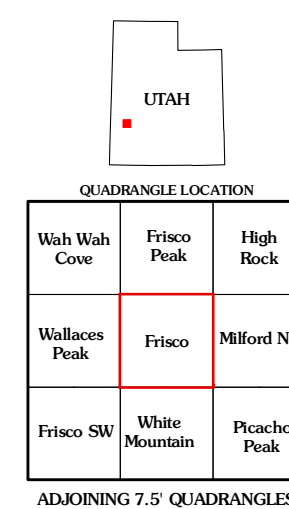 UTAH
QUADRANGLE LOCATION
Wah Wah Frisco High
Cove Peak Rock
Wallaces Frisco Milford N
Peak
Frisco SW White Picacho
Mountain Peak
ADJOINING 7.5' QUADRANGLES